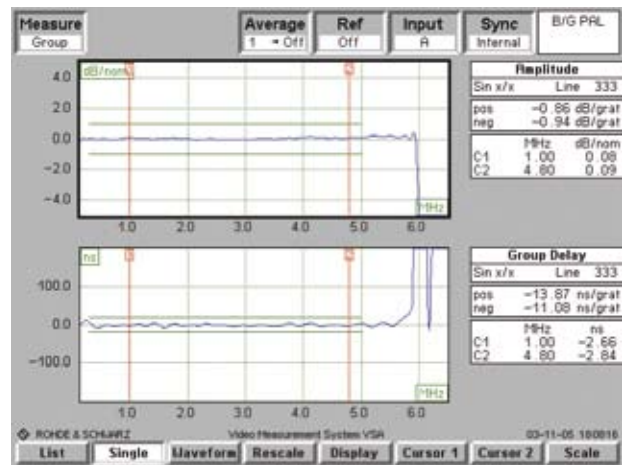 Measure Average Ref Input Sync B/G PAL
Group 1 → Off Off A Internal
dB/nom
4.0
2.0
0.0
-2.0
-4.0
MHz
1.0 2.0 3.0 4.0 5.0 6.0
Amplitude
Sin x/x Line 333
pos -0.86 dB/grat
neg -0.94 dB/grat
MHz dB/nom
C1 1.00 0.08
C2 4.80 0.09
ns
100.0
0.0
-100.0
MHz
1.0 2.0 3.0 4.0 5.0 6.0
Group Delay
Sin x/x Line 333
pos -13.87 ns/grat
neg -11.08 ns/grat
MHz ns
C1 1.00 -2.66
C2 4.80 -2.84
ROHDE & SCHWARZ Video Measurement System VSA 03-11-05 180816
List Single Waveform Rescale Display Cursor 1 Cursor 2 Scale